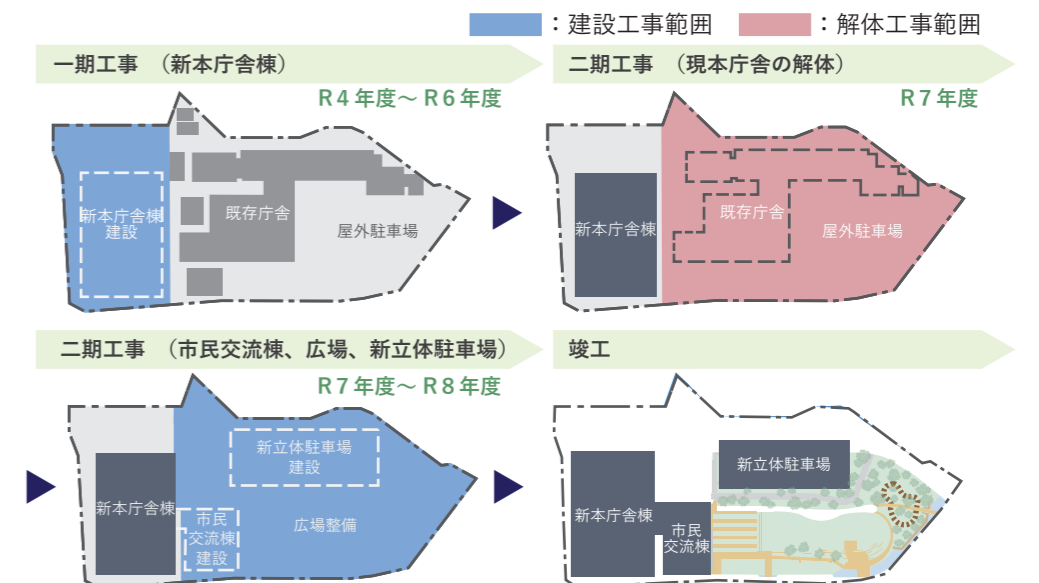 ：建設工事範囲
：解体工事範囲
一期工事　（新本庁舎棟）
R４年度～R６年度
新本庁舎棟
建設
既存庁舎
屋外駐車場
二期工事　（現本庁舎の解体）
R７年度
新本庁舎棟
既存庁舎
屋外駐車場
二期工事　（市民交流棟、広場、新立体駐車場）
R７年度～R８年度
新本庁舎棟
新立体駐車場
建設
市民
交流棟
建設
広場整備
竣工
新本庁舎棟
新立体駐車場
市民
交流棟